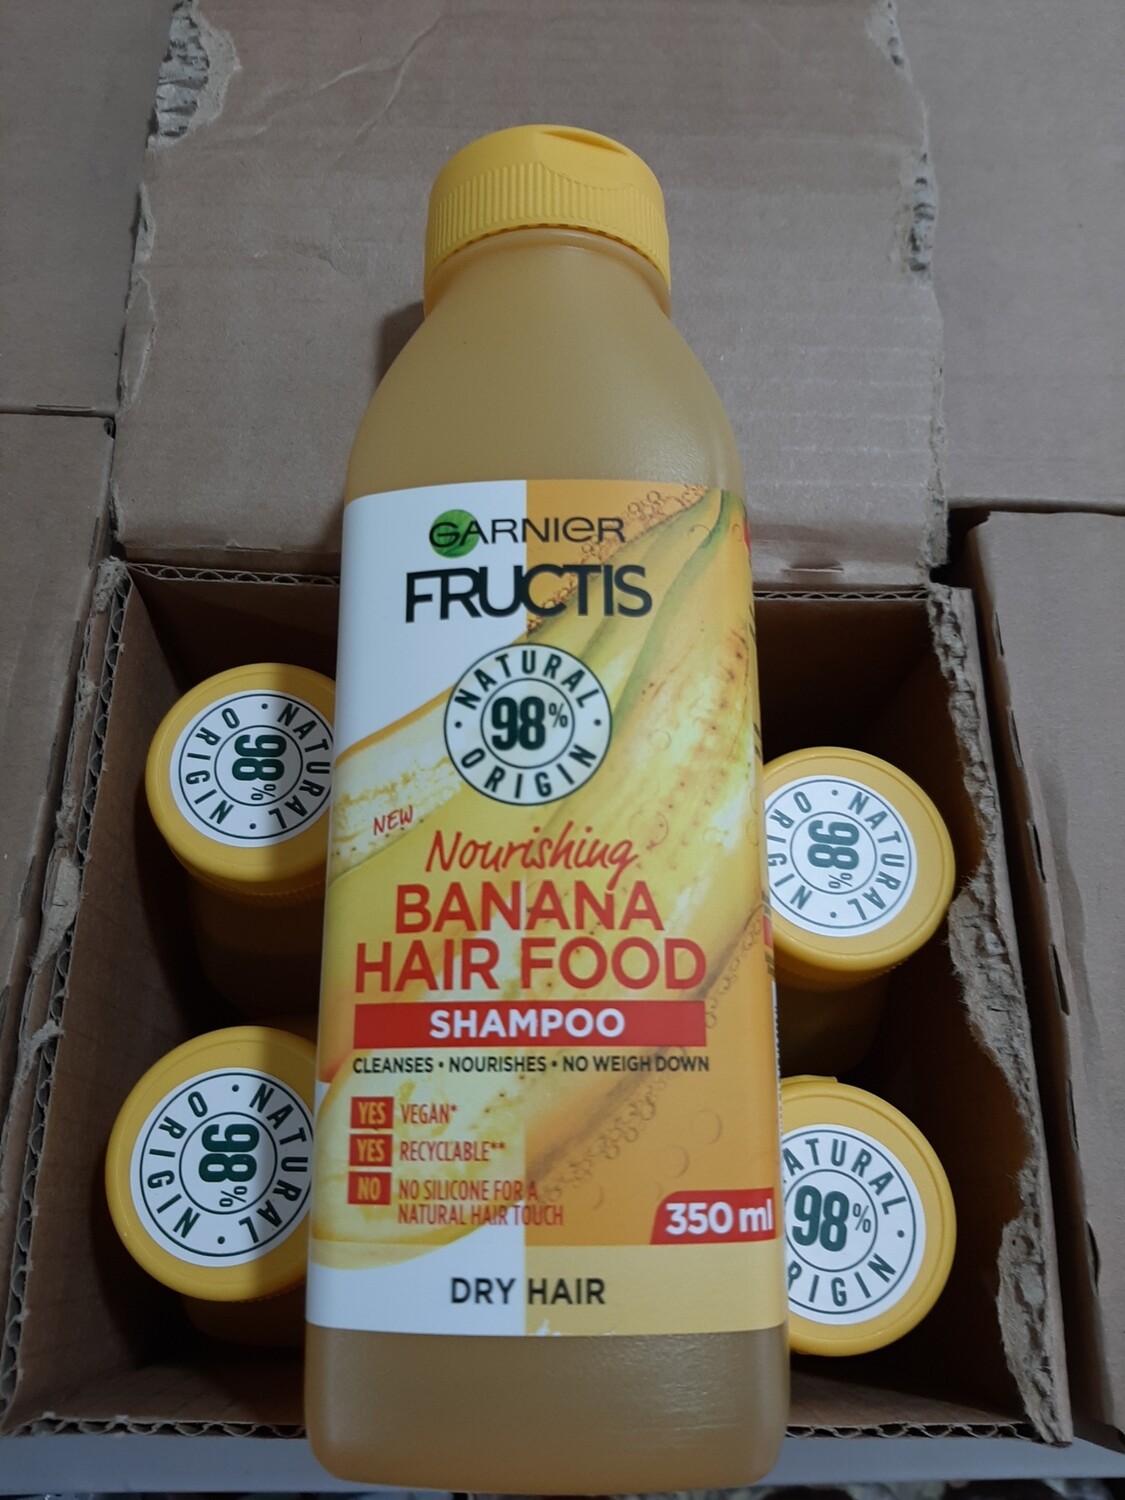 GARNIER
FRUCTIS
NATURAL
98%
ORIGIN
NEW
Nourishing
BANANA
HAIR FOOD
SHAMPOO
CLEANSES • NOURISHES • NO WEIGH DOWN
YES VEGAN*
YES RECYCLABLE**
NO NO SILICONE FOR A
NATURAL HAIR TOUCH
350 ml
DRY HAIR
NATURAL
98%
ORIGIN
NATURAL
98%
ORIGIN
NATURAL
98%
ORIGIN
NATURAL
98%
ORIGIN